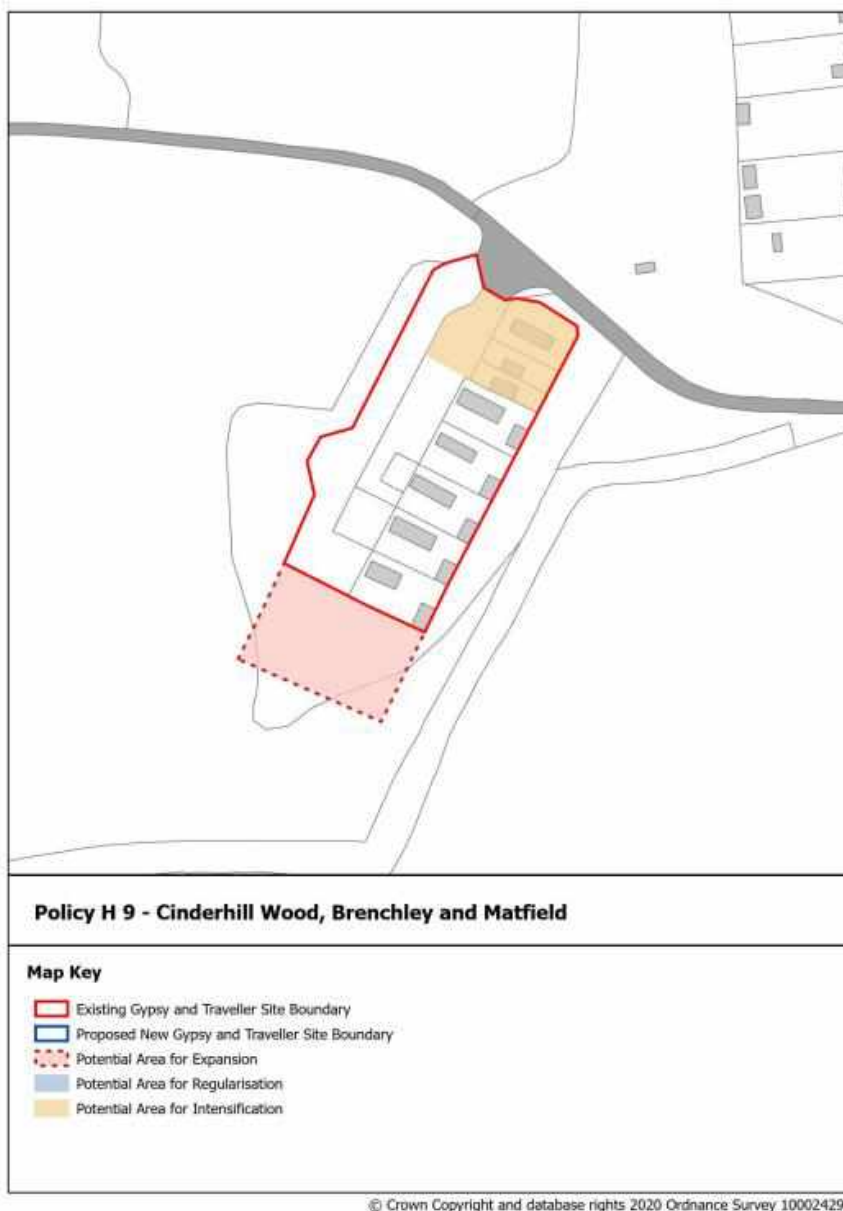 Policy H 9 - Cinderhill Wood, Brenchley and Matfield
Map Key
Existing Gypsy and Traveller Site Boundary
Proposed New Gypsy and Traveller Site Boundary
Potential Area for Expansion
Potential Area for Regularisation
Potential Area for Intensification
© Crown Copyright and database rights 2020 Ordnance Survey 10002429